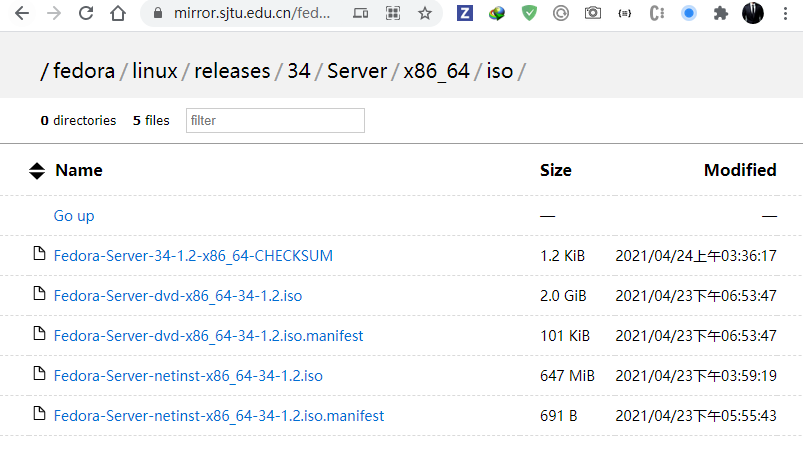 mirror.sjtu.edu.cn/fed...
/ fedora / linux / releases / 34 / Server / x86_64 / iso /
0 directories 5 files filter
Name Size Modified
Go up — —
Fedora-Server-34-1.2-x86_64-CHECKSUM 1.2 KiB 2021/04/24上午03:36:17
Fedora-Server-dvd-x86_64-34-1.2.iso 2.0 GiB 2021/04/23下午06:53:47
Fedora-Server-dvd-x86_64-34-1.2.iso.manifest 101 KiB 2021/04/23下午06:53:47
Fedora-Server-netinst-x86_64-34-1.2.iso 647 MiB 2021/04/23下午03:59:19
Fedora-Server-netinst-x86_64-34-1.2.iso.manifest 691 B 2021/04/23下午05:55:43